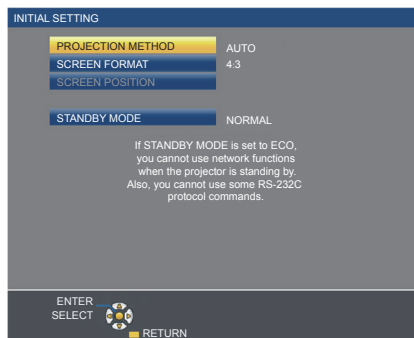 INITIAL SETTING
PROJECTION METHOD AUTO
SCREEN FORMAT 4:3
SCREEN POSITION
STANDBY MODE NORMAL
If STANDBY MODE is set to ECO,
you cannot use network functions
when the projector is standing by.
Also, you cannot use some RS-232C
protocol commands.
ENTER
SELECT
RETURN